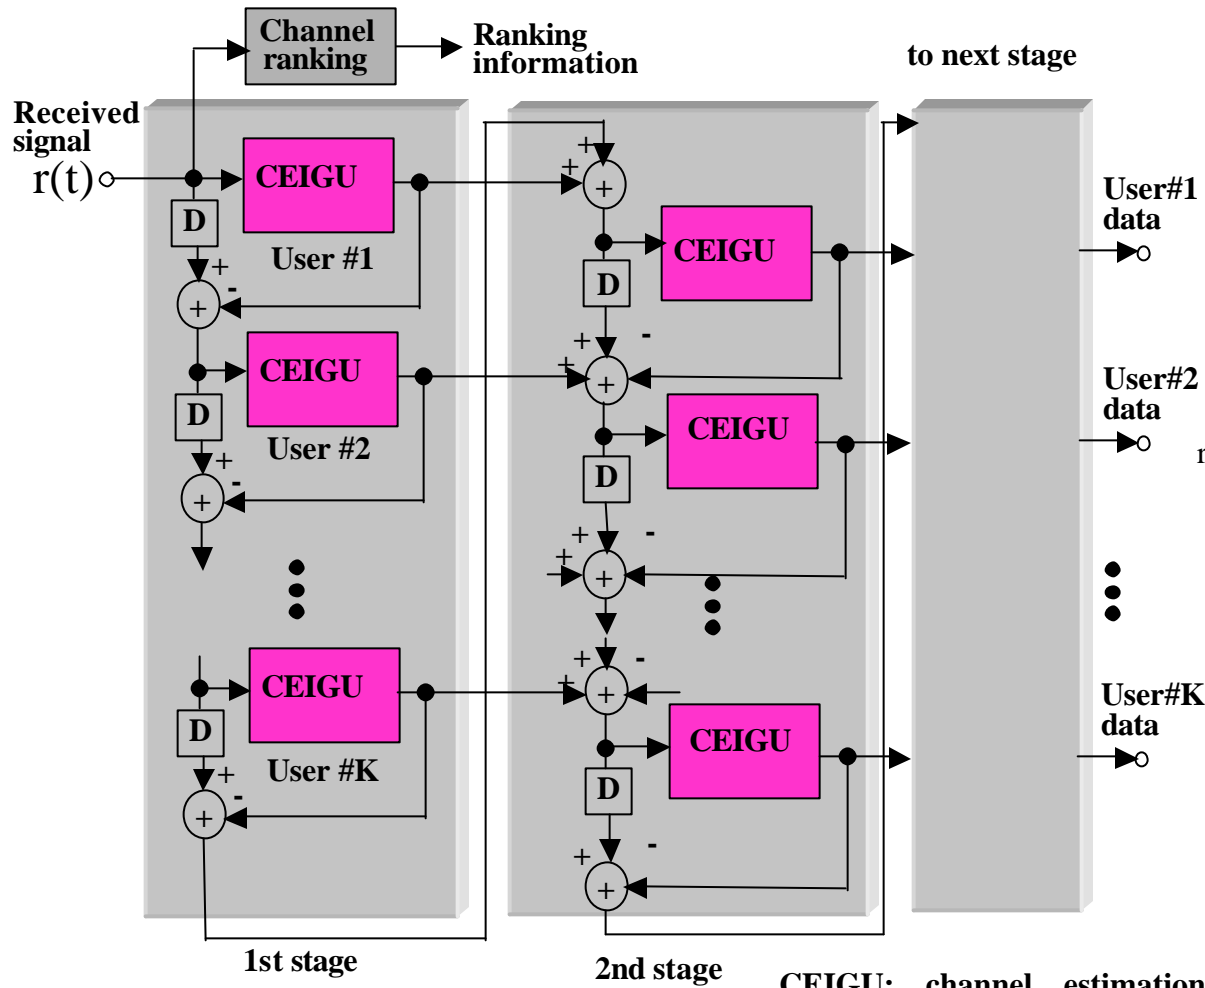 Channel
ranking
Ranking
information
to next stage
Received
signal
r(t)
CEIGU
D
User #1
+
-
+
CEIGU
D
User #2
+
-
+
CEIGU
D
User #K
+
-
+
1st stage
+
+
+
CEIGU
D
+
-
+
+
CEIGU
D
+
-
+
+
+
-
+
+
CEIGU
D
+
-
+
2nd stage
User#1
data
User#2
data
r
User#K
data
CEIGU: channel estimation